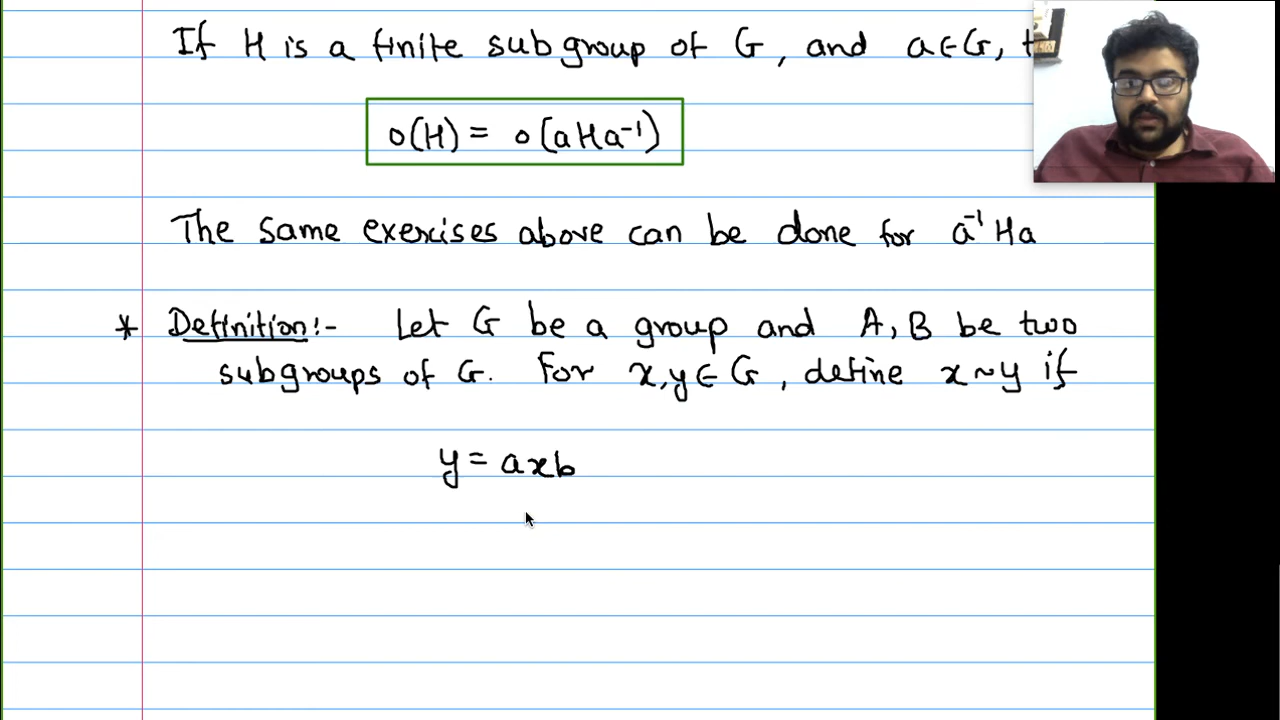 If H is a finite subgroup of G, and a∈G,
o(H) = o(aHa⁻¹)
The same exercises above can be done for a⁻¹Ha
* Definition:- Let G be a group and A, B be two
subgroups of G. For x,y∈G, define x~y if
y = axb